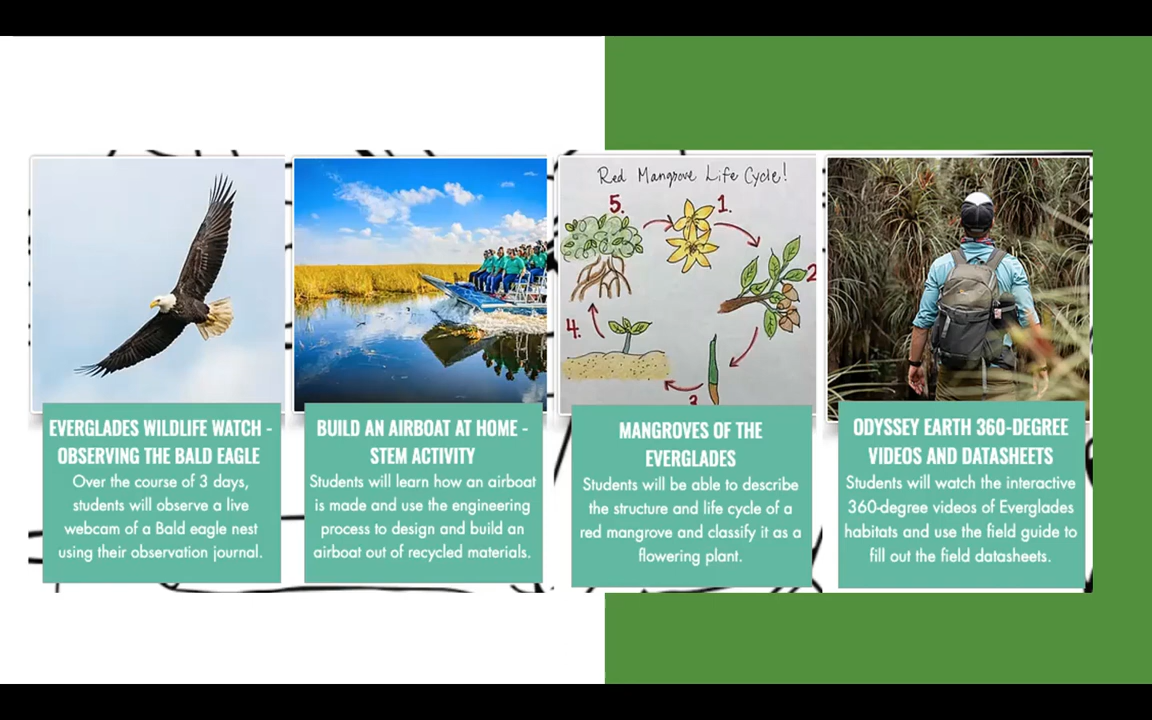 Red Mangrove Life Cycle!
5.
1.
2
4.
3
EVERGLADES WILDLIFE WATCH -
OBSERVING THE BALD EAGLE
Over the course of 3 days,
students will observe a live
webcam of a Bald eagle nest
using their observation journal.
BUILD AN AIRBOAT AT HOME -
STEM ACTIVITY
Students will learn how an airboat
is made and use the engineering
process to design and build an
airboat out of recycled materials.
MANGROVES OF THE
EVERGLADES
Students will be able to describe
the structure and life cycle of a
red mangrove and classify it as a
flowering plant.
ODYSSEY EARTH 360-DEGREE
VIDEOS AND DATASHEETS
Students will watch the interactive
360-degree videos of Everglades
habitats and use the field guide to
fill out the field datasheets.